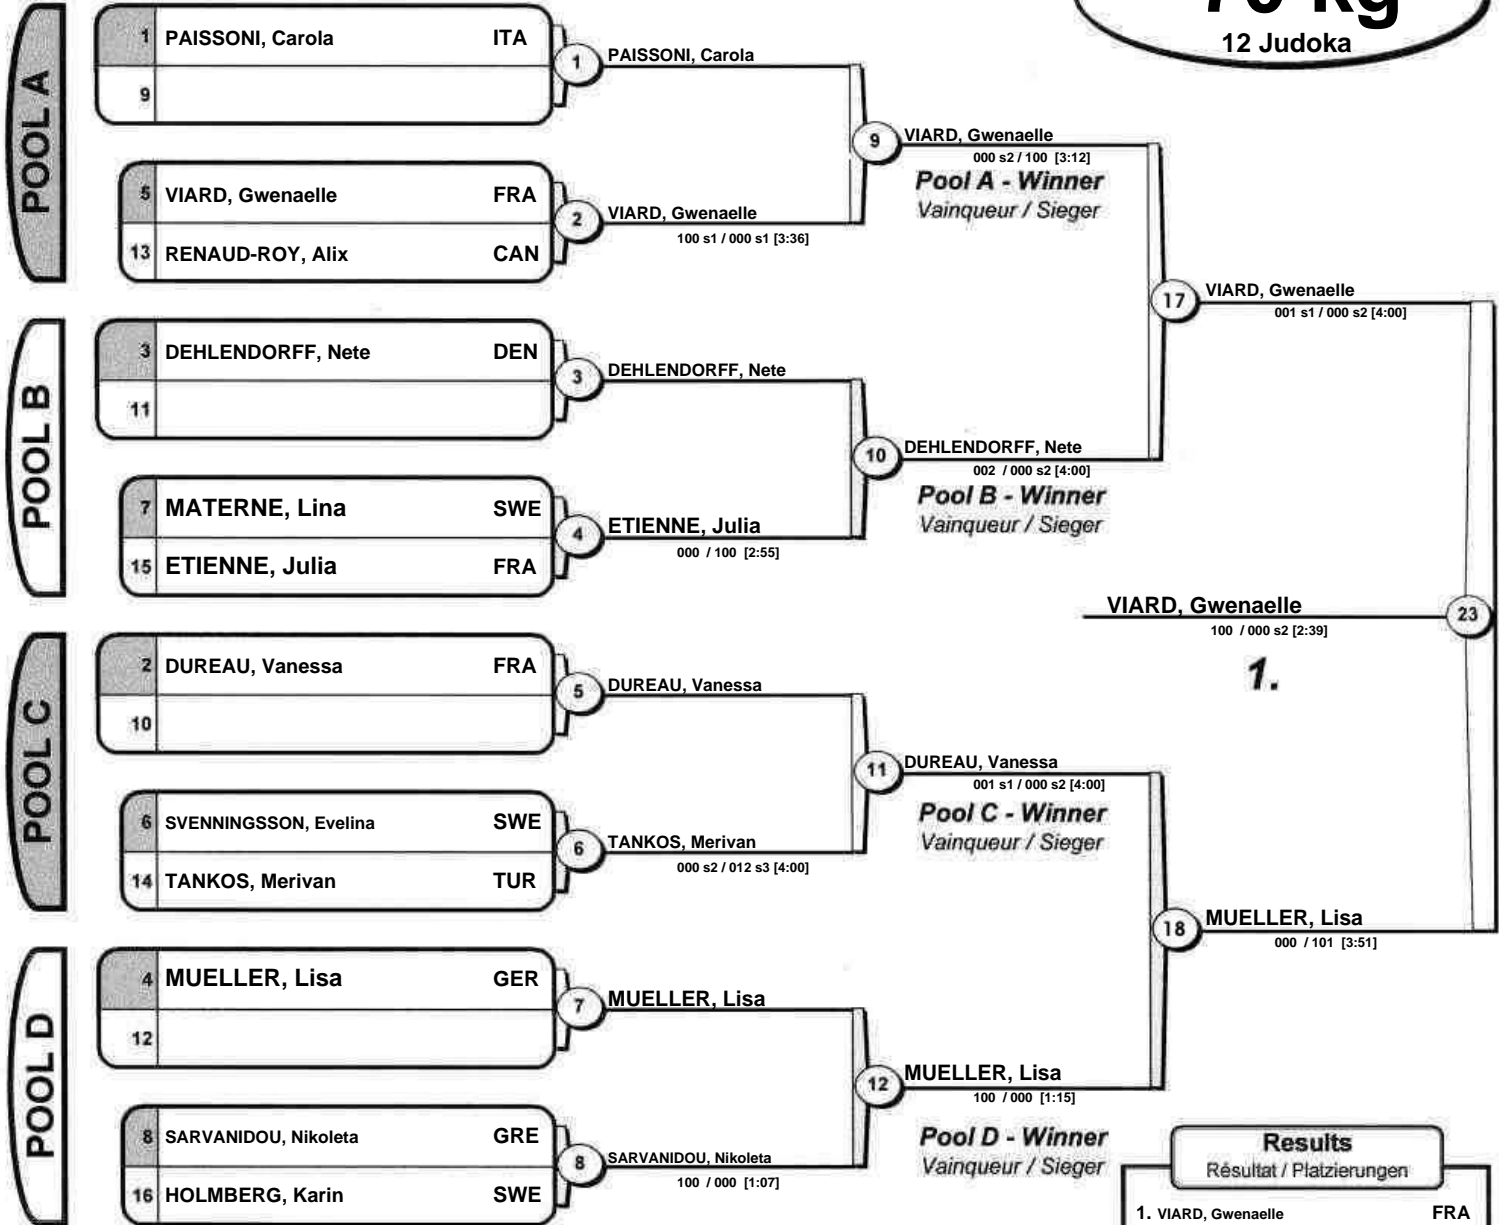 70 kg
12 Judoka
POOL A
1 PAISSONI, Carola ITA
9
5 VIARD, Gwenaelle FRA
13 RENAUD-ROY, Alix CAN
1 PAISSONI, Carola
2 VIARD, Gwenaelle
100 s1 / 000 s1 [3:36]
9 VIARD, Gwenaelle
000 s2 / 100 [3:12]
Pool A - Winner
Vainqueur / Sieger
POOL B
3 DEHLENDORFF, Nete DEN
11
7 MATERNE, Lina SWE
15 ETIENNE, Julia FRA
3 DEHLENDORFF, Nete
4 ETIENNE, Julia
000 / 100 [2:55]
10 DEHLENDORFF, Nete
002 / 000 s2 [4:00]
Pool B - Winner
Vainqueur / Sieger
17 VIARD, Gwenaelle
001 s1 / 000 s2 [4:00]
POOL C
2 DUREAU, Vanessa FRA
10
6 SVENNINGSSON, Evelina SWE
14 TANKOS, Merivan TUR
5 DUREAU, Vanessa
6 TANKOS, Merivan
000 s2 / 012 s3 [4:00]
11 DUREAU, Vanessa
001 s1 / 000 s2 [4:00]
Pool C - Winner
Vainqueur / Sieger
POOL D
4 MUELLER, Lisa GER
12
8 SARVANIDOU, Nikoleta GRE
16 HOLMBERG, Karin SWE
7 MUELLER, Lisa
8 SARVANIDOU, Nikoleta
100 / 000 [1:07]
12 MUELLER, Lisa
100 / 000 [1:15]
Pool D - Winner
Vainqueur / Sieger
18 MUELLER, Lisa
000 / 101 [3:51]
VIARD, Gwenaelle 23
100 / 000 s2 [2:39]
1.
Results
Résultat / Platzierungen
1. VIARD, Gwenaelle FRA